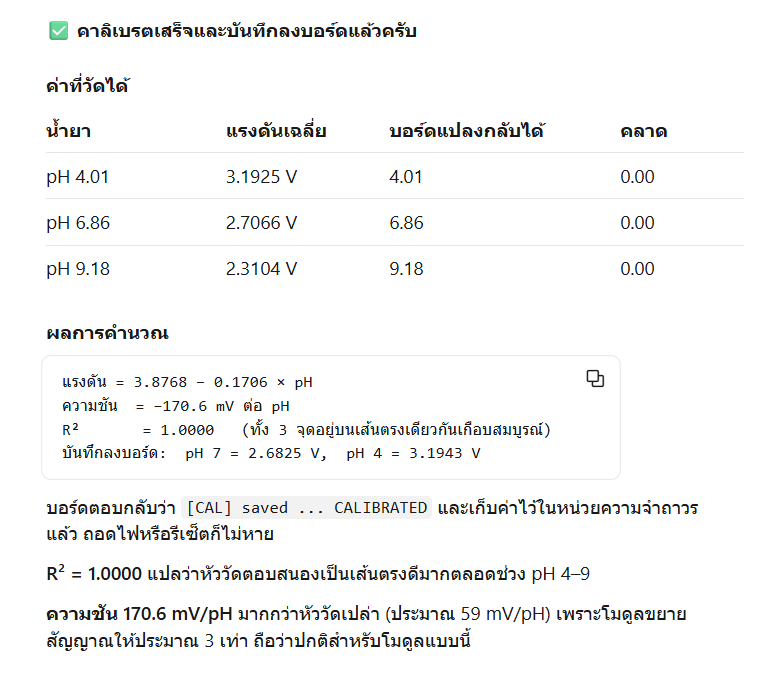 ✅ คาลิเบรตเสร็จและบันทึกลงบอร์ดแล้วครับ
ค่าที่วัดได้
น้ำยา แรงดันเฉลี่ย บอร์ดแปลงกลับได้ คลาด
pH 4.01 3.1925 V 4.01 0.00
pH 6.86 2.7066 V 6.86 0.00
pH 9.18 2.3104 V 9.18 0.00
ผลการคำนวณ
แรงดัน = 3.8768 − 0.1706 × pH
ความชัน = −170.6 mV ต่อ pH
R² = 1.0000 (ทั้ง 3 จุดอยู่บนเส้นตรงเดียวกันเกือบสมบูรณ์)
บันทึกลงบอร์ด: pH 7 = 2.6825 V, pH 4 = 3.1943 V
บอร์ดตอบกลับว่า [CAL] saved ... CALIBRATED และเก็บค่าไว้ในหน่วยความจำถาวร
แล้ว ถอดไฟหรือรีเซ็ตก็ไม่หาย
R² = 1.0000 แปลว่าหัววัดตอบสนองเป็นเส้นตรงดีมากตลอดช่วง pH 4–9
ความชัน 170.6 mV/pH มากกว่าหัววัดเปล่า (ประมาณ 59 mV/pH) เพราะโมดูลขยาย
สัญญาณให้ประมาณ 3 เท่า ถือว่าปกติสำหรับโมดูลแบบนี้